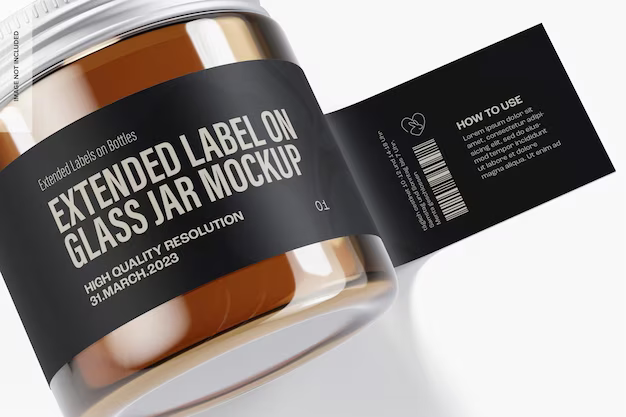 IMAGE NOT INCLUDED
Extended Labels on Bottles
EXTENDED LABEL ON
GLASS JAR MOCKUP
HIGH QUALITY RESOLUTION
31.MARCH.2023
01
HOW TO USE
Lorem ipsum dolor sit
amet, consectetur adipi-
sicing elit, sed do eius-
mod tempor incididunt
ut labore et dolore
magna aliqua. Ut enim ad